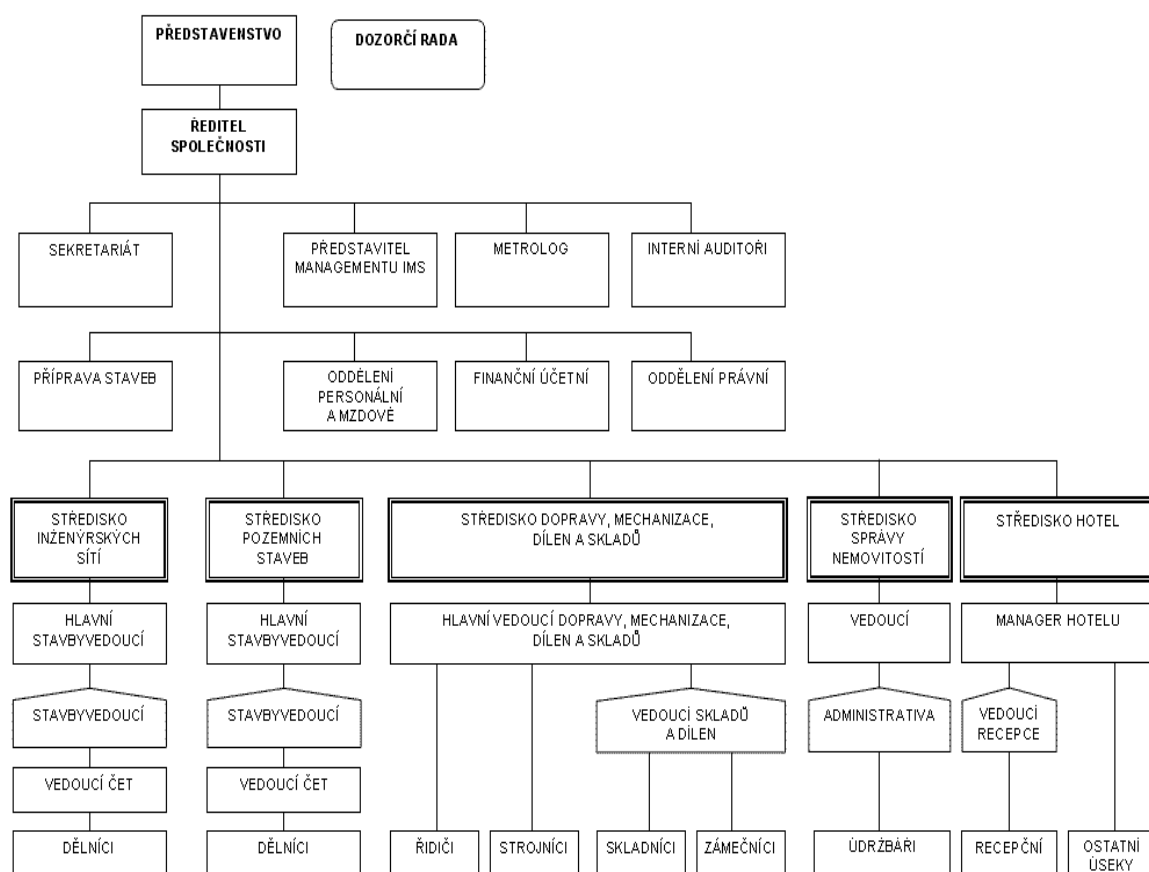 PŘEDSTAVENSTVO
DOZORČÍ RADA
ŘEDITEL
SPOLEČNOSTI
SEKRETARIÁT
PŘEDSTAVITEL
MANAGEMENTU IMS
METROLOG
INTERNÍ AUDITOŘI
PŘÍPRAVA STAVEB
ODDĚLENÍ
PERSONÁLNÍ
A MZDOVÉ
FINANČNÍ ÚČETNÍ
ODDĚLENÍ PRÁVNÍ
STŘEDISKO
INŽENÝRSKÝCH
SÍTÍ
STŘEDISKO
POZEMNÍCH
STAVEB
STŘEDISKO DOPRAVY, MECHANIZACE,
DÍLEN A SKLADŮ
STŘEDISKO
SPRÁVY
NEMOVITOSTÍ
STŘEDISKO HOTEL
HLAVNÍ
STAVBYVEDOUCÍ
HLAVNÍ
STAVBYVEDOUCÍ
HLAVNÍ VEDOUCÍ DOPRAVY, MECHANIZACE,
DÍLEN A SKLADŮ
VEDOUCÍ
MANAGER HOTELU
STAVBYVEDOUCÍ
STAVBYVEDOUCÍ
VEDOUCÍ SKLADŮ
A DÍLEN
ADMINISTRATIVA
VEDOUCÍ
RECEPCE
VEDOUCÍ ČET
VEDOUCÍ ČET
DĚLNÍCI
DĚLNÍCI
ŘIDIČI
STROJNÍCI
SKLADNÍCI
ZÁMEČNÍCI
ÚDRŽBÁŘI
RECEPČNÍ
OSTATNÍ
ÚSEKY